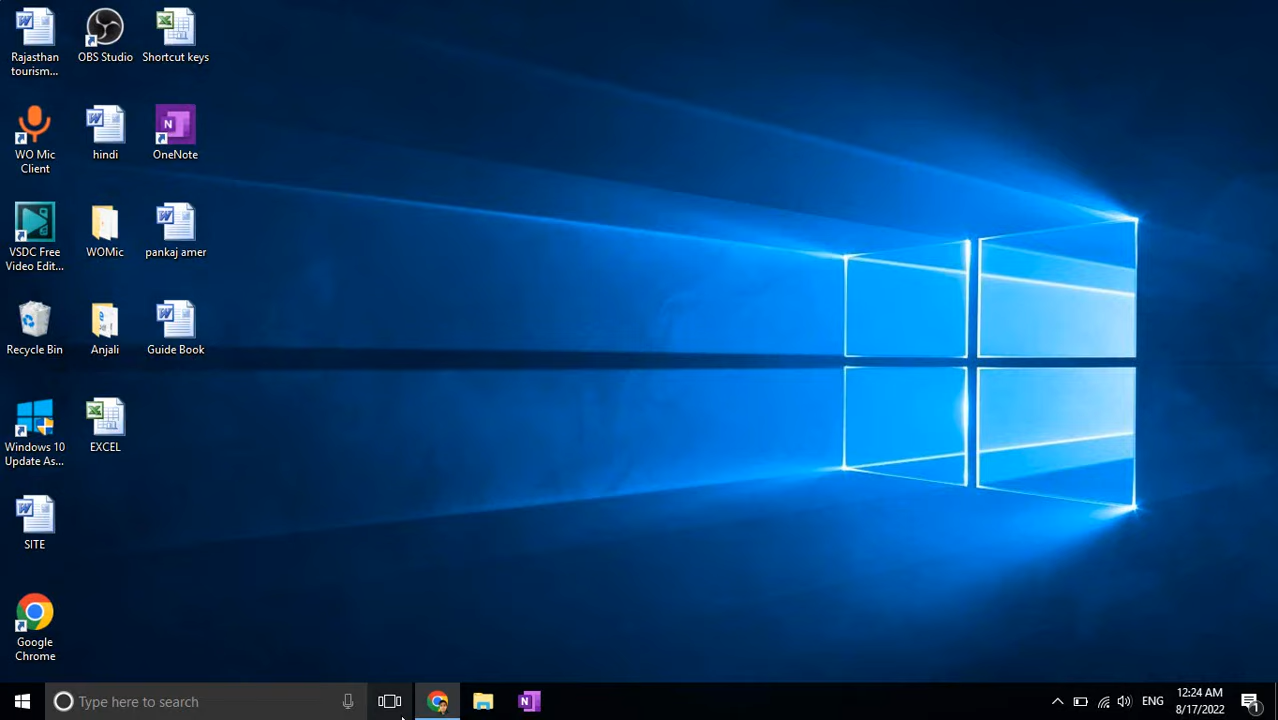 Rajasthan
tourism...
OBS Studio
Shortcut keys
WO Mic
Client
hindi
OneNote
VSDC Free
Video Edit...
WOMic
pankaj amer
Recycle Bin
Anjali
Guide Book
Windows 10
Update As...
EXCEL
SITE
Google
Chrome
Type here to search
ENG
12:24 AM
8/17/2022
1